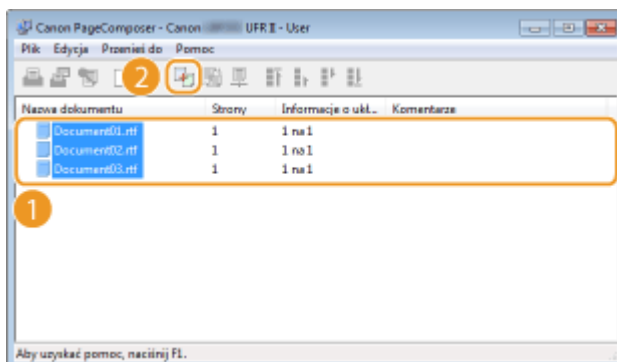 Canon PageComposer - Canon UFR II - User
Plik Edycja Przenieś do Pomoc
2
Nazwa dokumentu Strony Informacje o ukł... Komentarze
Document01.rtf 1 1 na 1
Document02.rtf 1 1 na 1
Document03.rtf 1 1 na 1
1
Aby uzyskać pomoc, naciśnij F1.